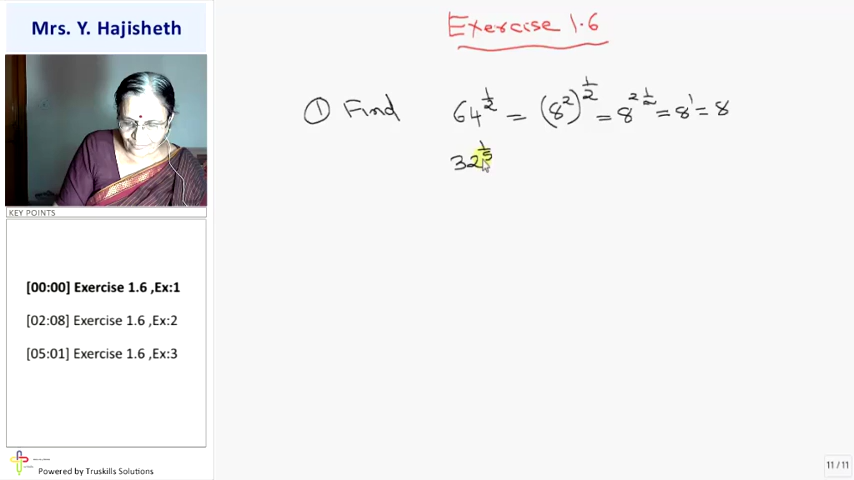 Mrs. Y. Hajisheth
KEY POINTS
[00:00] Exercise 1.6 ,Ex:1
[02:08] Exercise 1.6 ,Ex:2
[05:01] Exercise 1.6 ,Ex:3
Powered by Truskills Solutions
Exercise 1.6
① Find 64^{1/2} = (8^2)^{1/2} = 8^{2 1/2} = 8^1 = 8
32^{1/5}
11 / 11